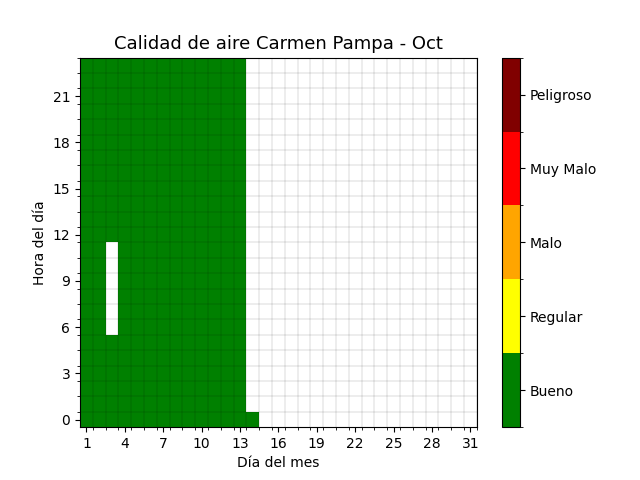 Calidad de aire Carmen Pampa - Oct
Hora del día
21
18
15
12
9
6
3
0
1 4 7 10 13 16 19 22 25 28 31
Día del mes
Peligroso
Muy Malo
Malo
Regular
Bueno